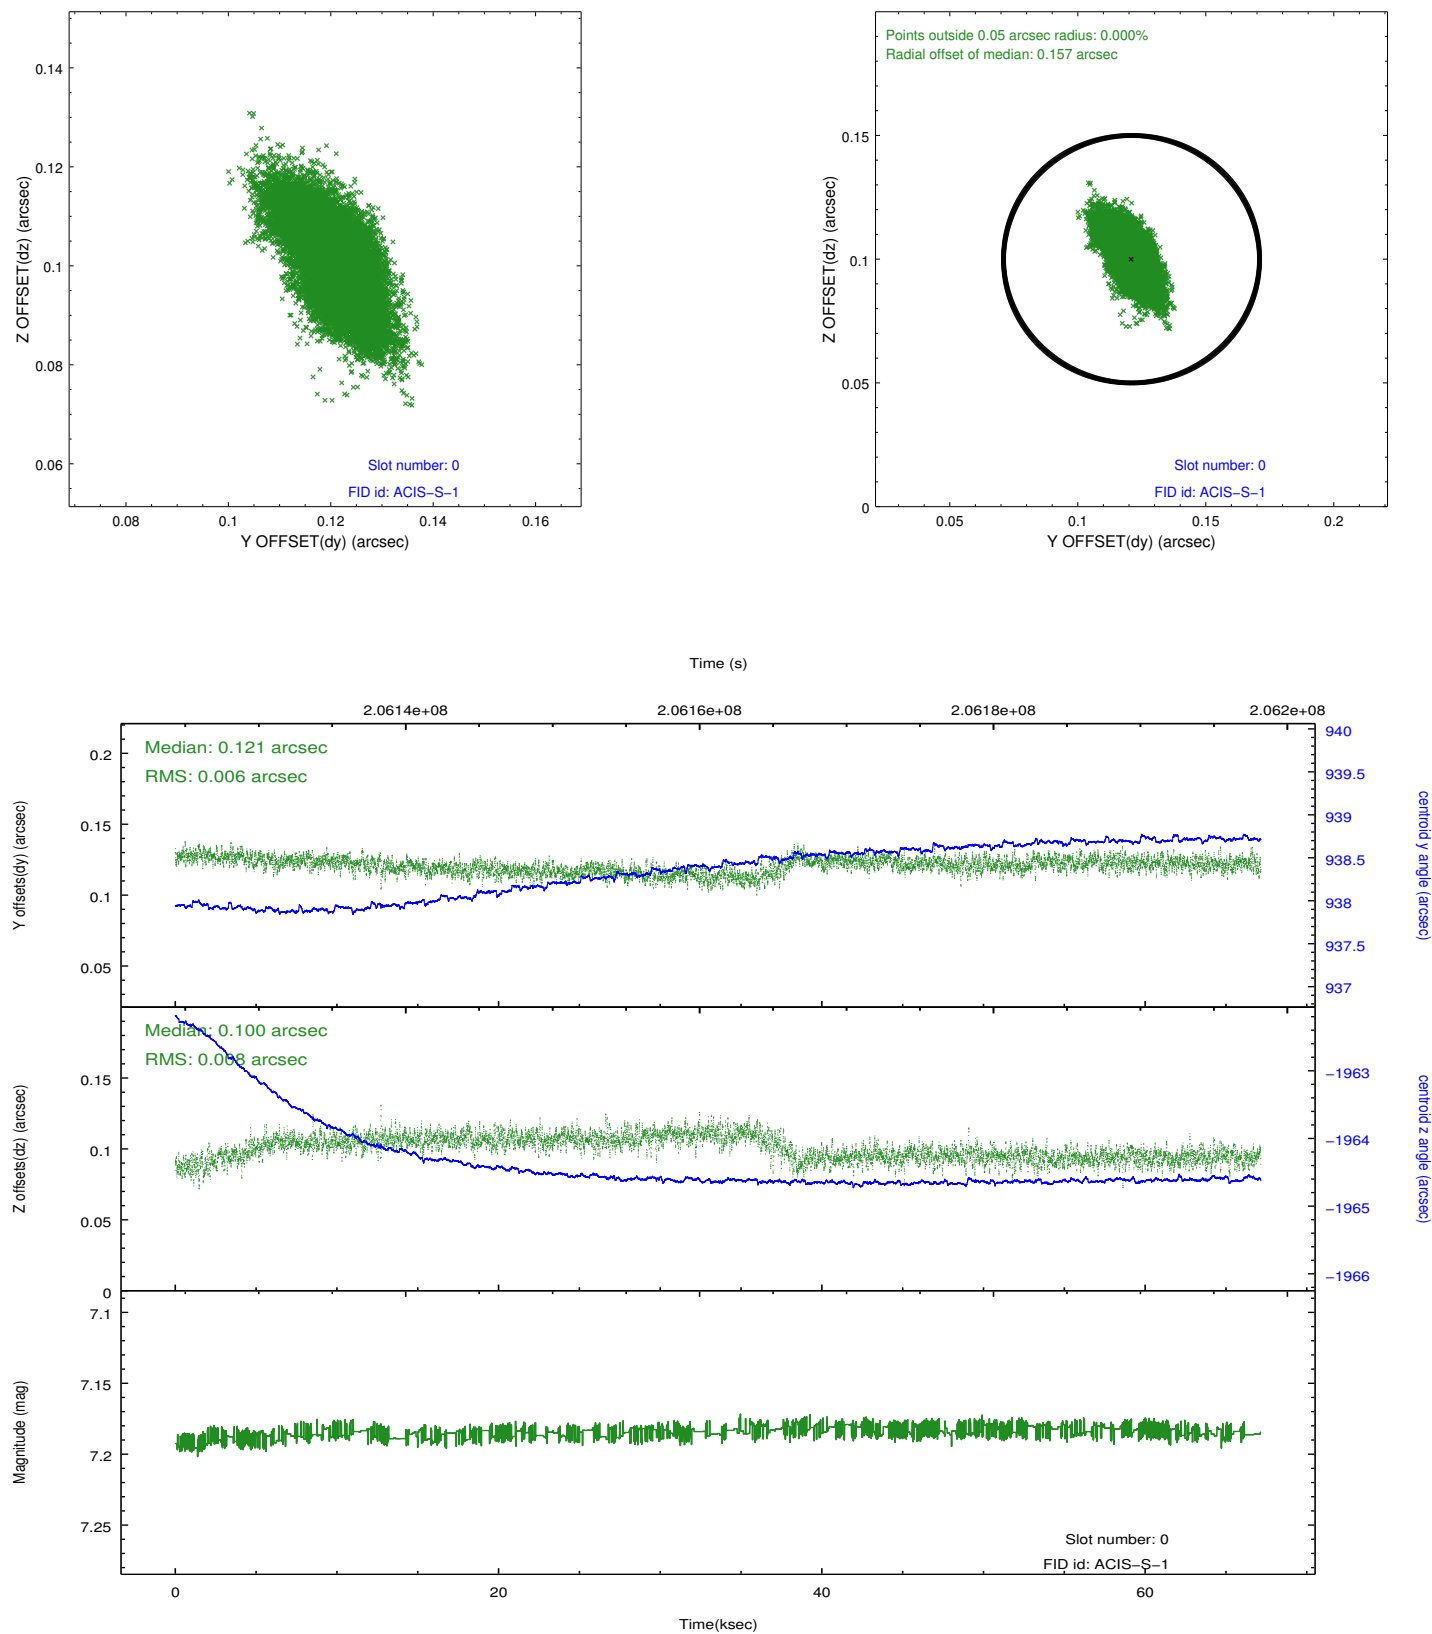 0.14
0.12
0.1
0.08
0.06
Z OFFSET(dz) (arcsec)
Slot number: 0
FID id: ACIS−S−1
0.08 0.1 0.12 0.14 0.16
Y OFFSET(dy) (arcsec)
Points outside 0.05 arcsec radius: 0.000%
Radial offset of median: 0.157 arcsec
0.15
0.1
0.05
0
Z OFFSET(dz) (arcsec)
Slot number: 0
FID id: ACIS−S−1
0.05 0.1 0.15 0.2
Y OFFSET(dy) (arcsec)
Time (s)
2.0614e+08 2.0616e+08 2.0618e+08 2.062e+08
Median: 0.121 arcsec
RMS: 0.006 arcsec
0.2
0.15
0.1
0.05
Y offsets(dy) (arcsec)
940
939.5
939
938.5
938
937.5
937
centroid y angle (arcsec)
Median: 0.100 arcsec
RMS: 0.008 arcsec
0.15
0.1
0.05
0
Z offsets(dz) (arcsec)
−1963
−1964
−1965
−1966
centroid z angle (arcsec)
7.1
7.15
7.2
7.25
Magnitude (mag)
Slot number: 0
FID id: ACIS−S−1
0 20 40 60
Time(ksec)